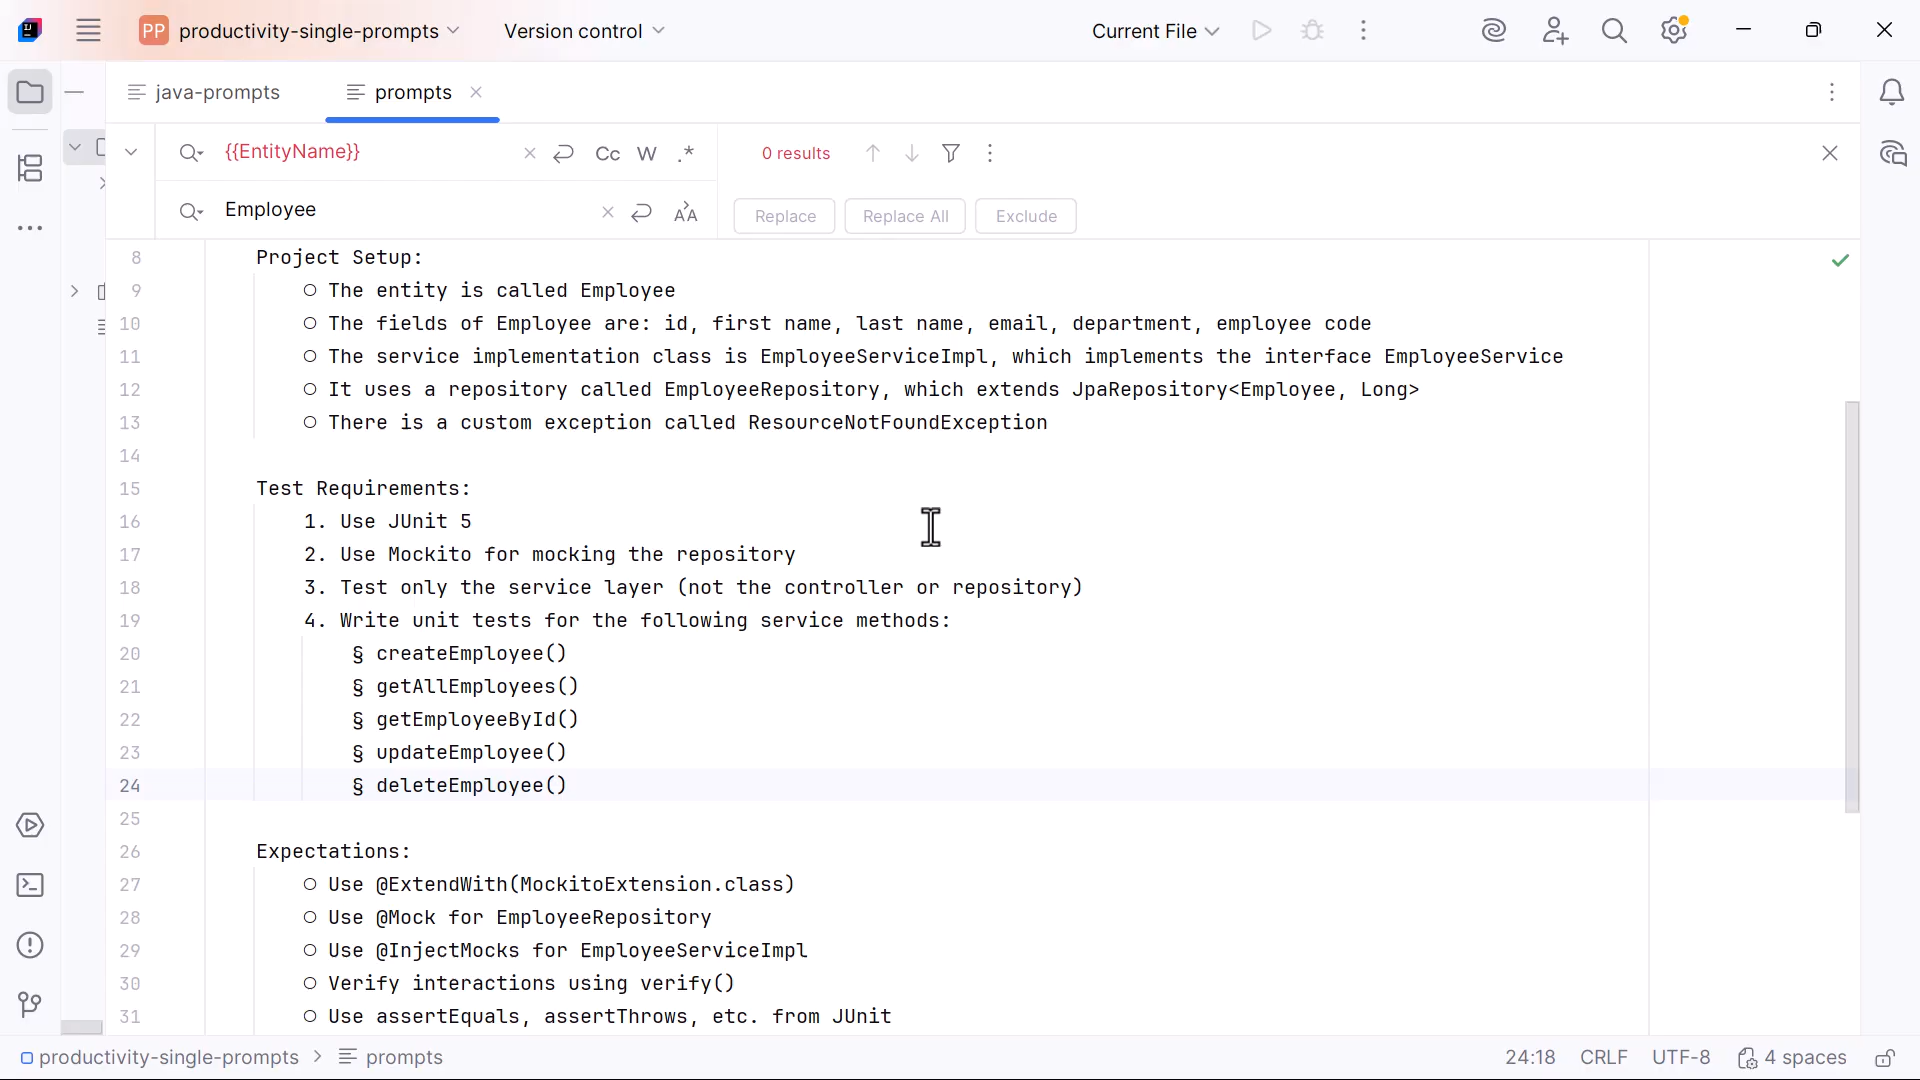 PP productivity-single-prompts Version control Current File
java-prompts prompts
{{EntityName}} Cc W .* 0 results
Employee Replace Replace All Exclude
8 Project Setup:
9 ○ The entity is called Employee
10 ○ The fields of Employee are: id, first name, last name, email, department, employee code
11 ○ The service implementation class is EmployeeServiceImpl, which implements the interface EmployeeService
12 ○ It uses a repository called EmployeeRepository, which extends JpaRepository<Employee, Long>
13 ○ There is a custom exception called ResourceNotFoundException
14
15 Test Requirements:
16 1. Use JUnit 5
17 2. Use Mockito for mocking the repository
18 3. Test only the service layer (not the controller or repository)
19 4. Write unit tests for the following service methods:
20 § createEmployee()
21 § getAllEmployees()
22 § getEmployeeById()
23 § updateEmployee()
24 § deleteEmployee()
25
26 Expectations:
27 ○ Use @ExtendWith(MockitoExtension.class)
28 ○ Use @Mock for EmployeeRepository
29 ○ Use @InjectMocks for EmployeeServiceImpl
30 ○ Verify interactions using verify()
31 ○ Use assertEquals, assertThrows, etc. from JUnit
productivity-single-prompts > prompts 24:18 CRLF UTF-8 4 spaces